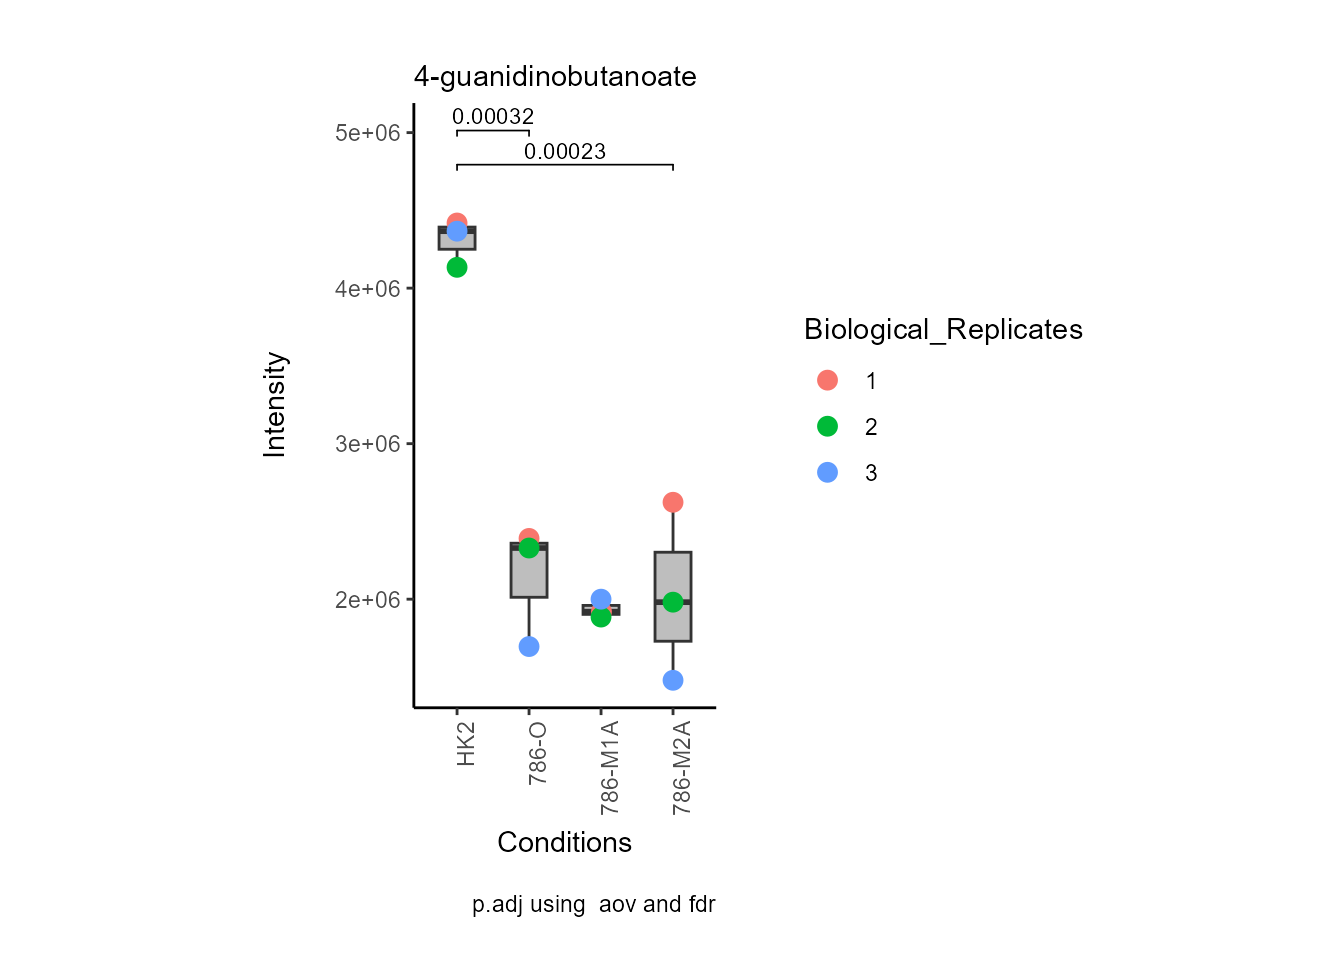 4-guanidinobutanoate
0.00032
0.00023
5e+06
4e+06
3e+06
2e+06
Intensity
HK2
786-O
786-M1A
786-M2A
Conditions
p.adj using  aov and fdr
Biological_Replicates
1
2
3